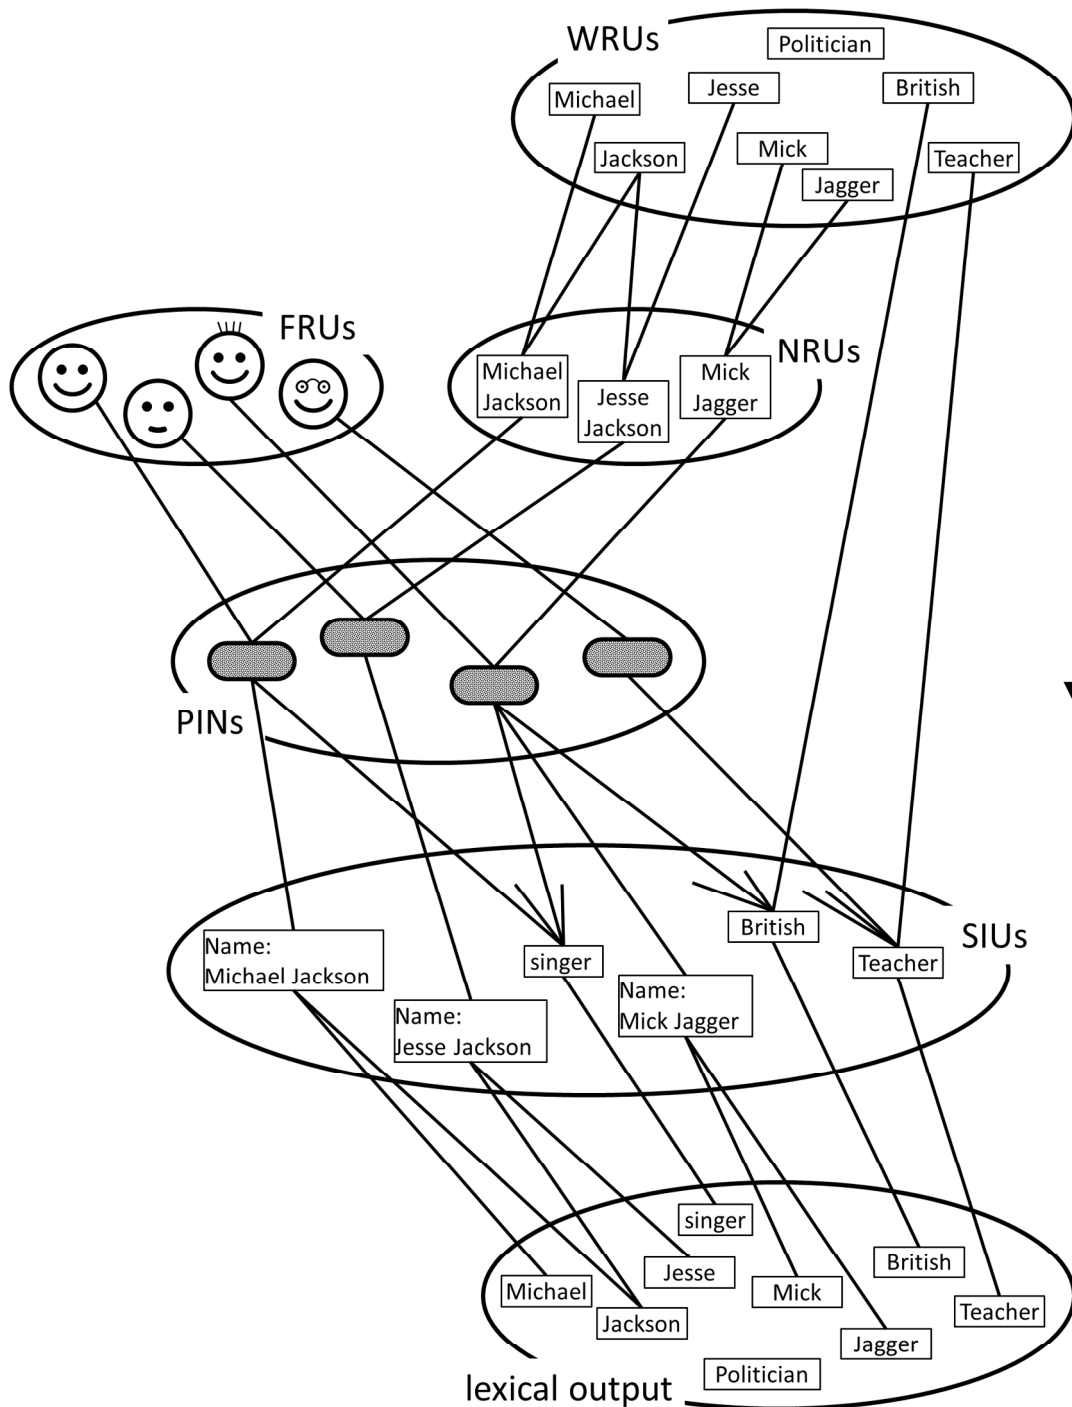 WRUs
Politician
Michael
Jesse
British
Jackson
Mick
Teacher
Jagger
FRUs
NRUs
Michael
Jackson
Jesse
Jackson
Mick
Jagger
PINs
SIUs
Name:
Michael Jackson
singer
British
Teacher
Name:
Jesse Jackson
Name:
Mick Jagger
singer
Michael
Jesse
Mick
British
Jackson
Teacher
Jagger
Politician
lexical output